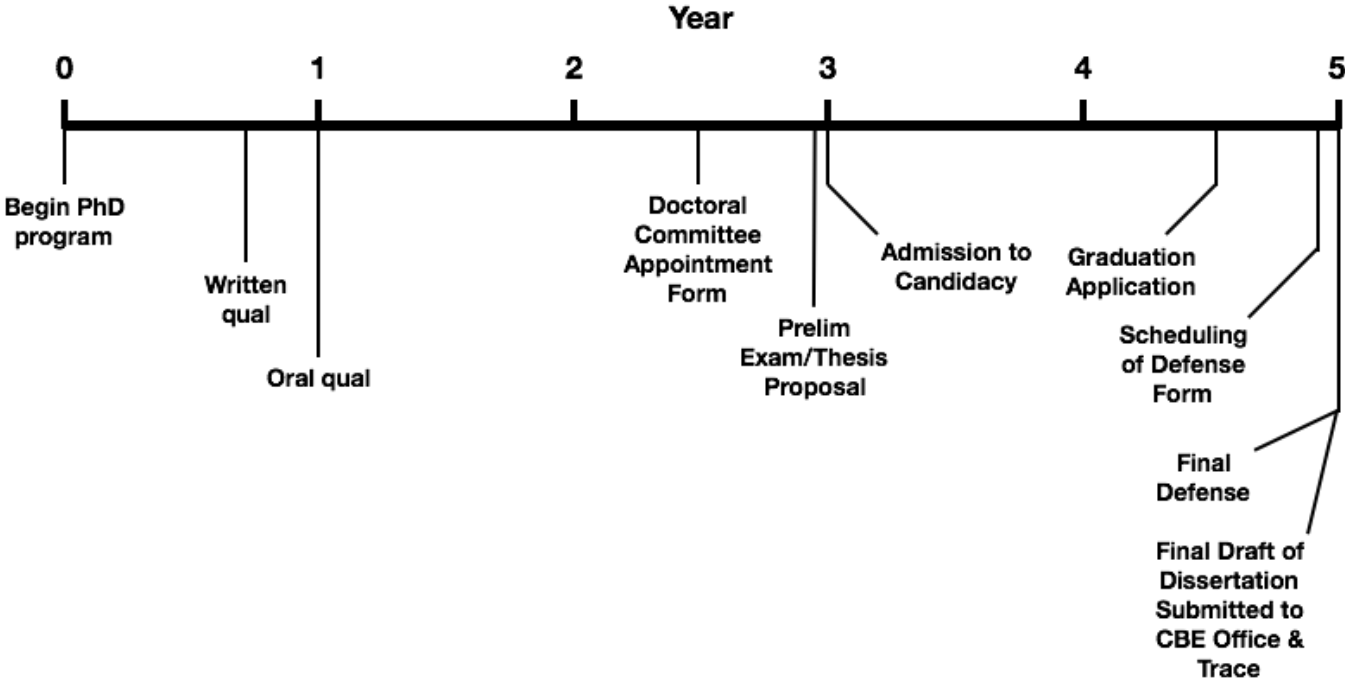 Year
0 1 2 3 4 5
Begin PhD
program
Written
qual
Oral qual
Doctoral
Committee
Appointment
Form
Prelim
Exam/Thesis
Proposal
Admission to
Candidacy
Graduation
Application
Scheduling
of Defense
Form
Final
Defense
Final Draft of
Dissertation
Submitted to
CBE Office &
Trace